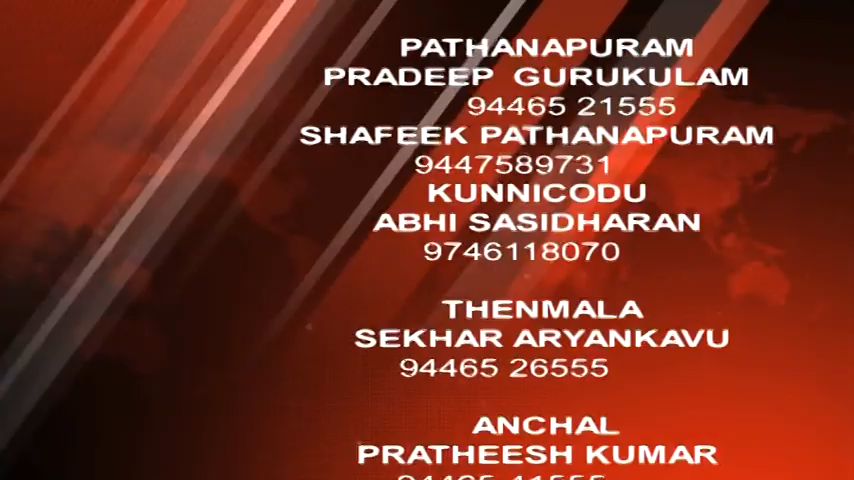 PATHANAPURAM
PRADEEP GURUKULAM
94465 21555
SHAFEEK PATHANAPURAM
9447589731
KUNNICODU
ABHI SASIDHARAN
9746118070
THENMALA
SEKHAR ARYANKAVU
94465 26555
ANCHAL
PRATHEESH KUMAR